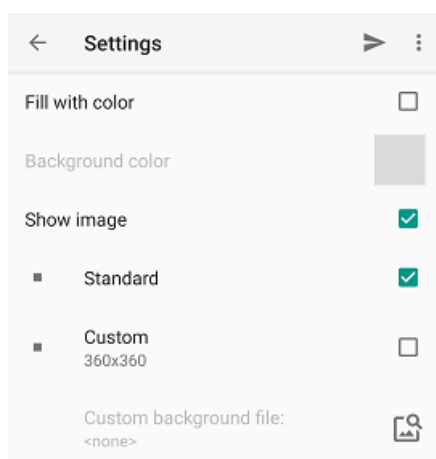 Settings
Fill with color
Background color
Show image
Standard
Custom
360x360
Custom background file:
<none>